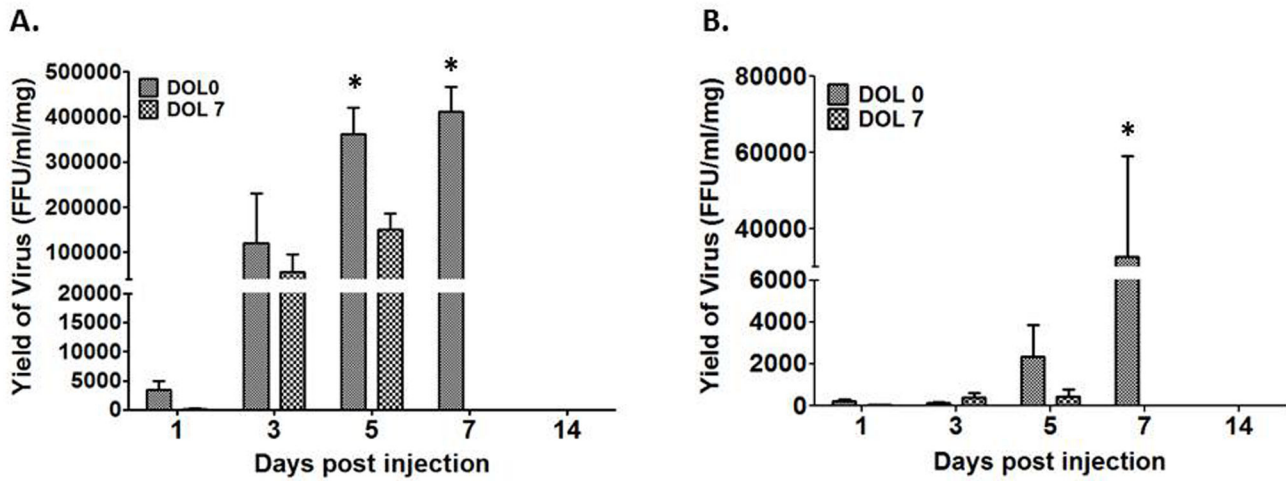 A.
Yield of Virus (FFU/ml/mg)
500000
400000
300000
200000
100000
20000
15000
10000
5000
0
DOL0
DOL 7
*
*
1 3 5 7 14
Days post injection
B.
Yield of Virus (FFU/ml/mg)
80000
60000
40000
6000
4000
2000
0
DOL 0
DOL 7
*
1 3 5 7 14
Days post injection